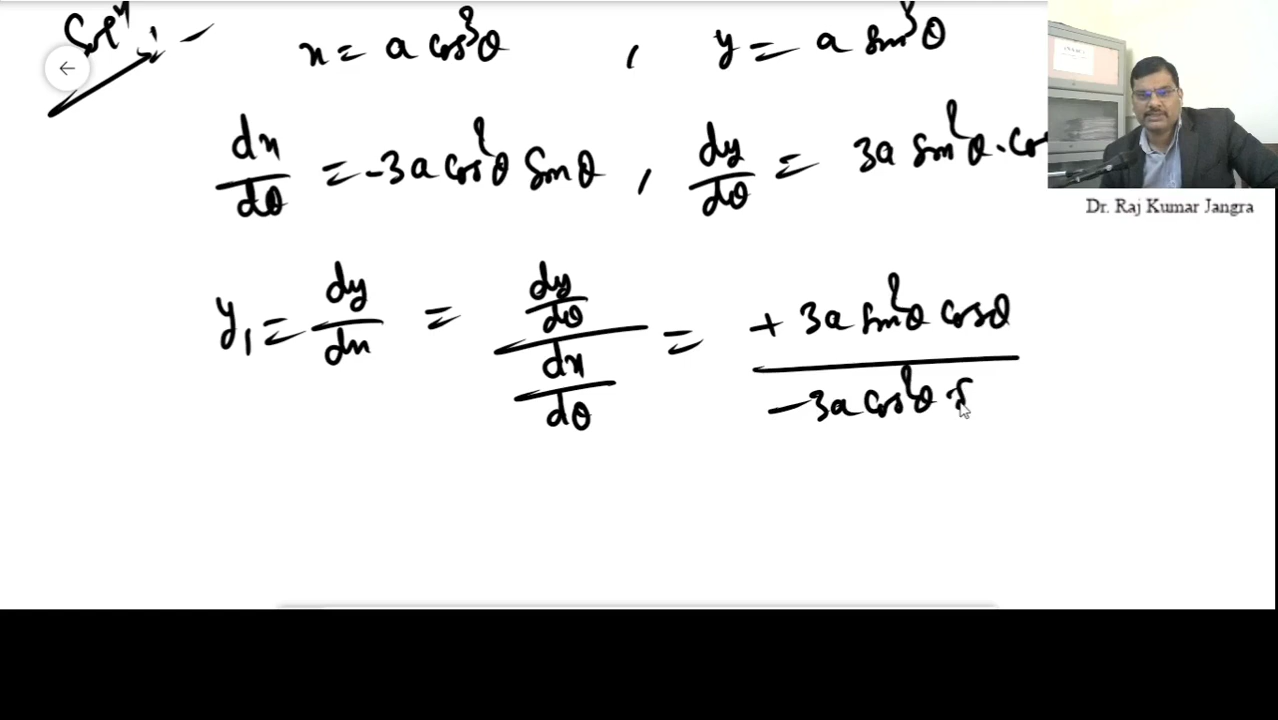 Solⁿ :-
x = a cos³θ , y = a sin³θ
dx/dθ = -3a cos²θ sinθ , dy/dθ = 3a sin²θ · co
Dr. Raj Kumar Jangra
y₁ = dy/dx = (dy/dθ)/(dx/dθ) = (+ 3a sin²θ cosθ)/(-3a cos²θ s